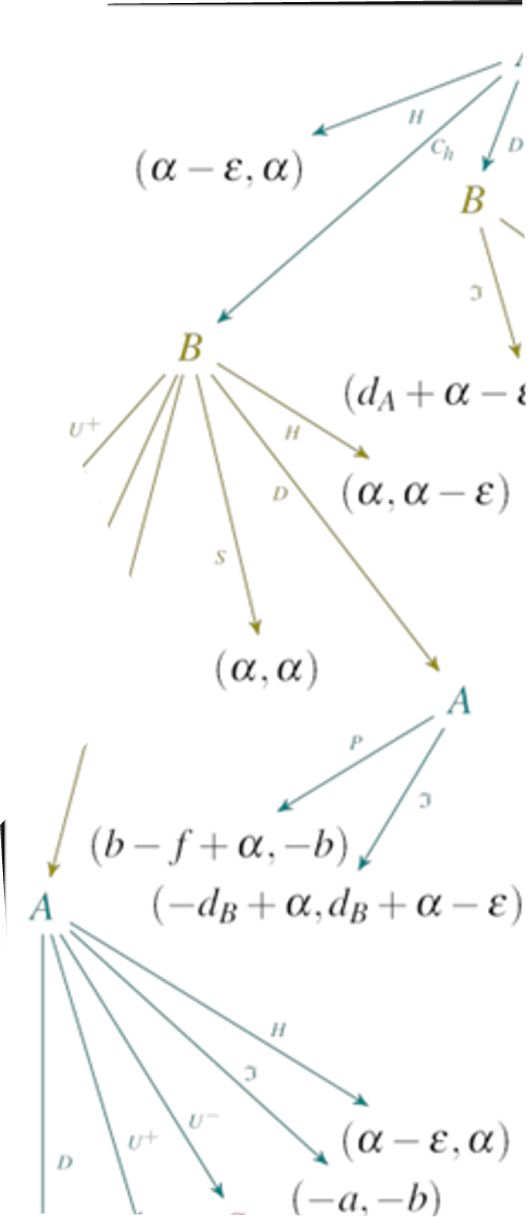 A
H
C_h
D
(α − ε, α)
B
ɔ
B
(d_A + α − ε
U⁺
H
D
(α, α − ε)
S
(α, α)
A
P
ɔ
(b − f + α, −b)
A
(−d_B + α, d_B + α − ε)
H
ɔ
U⁻
U⁺
D
(α − ε, α)
(−a, −b)